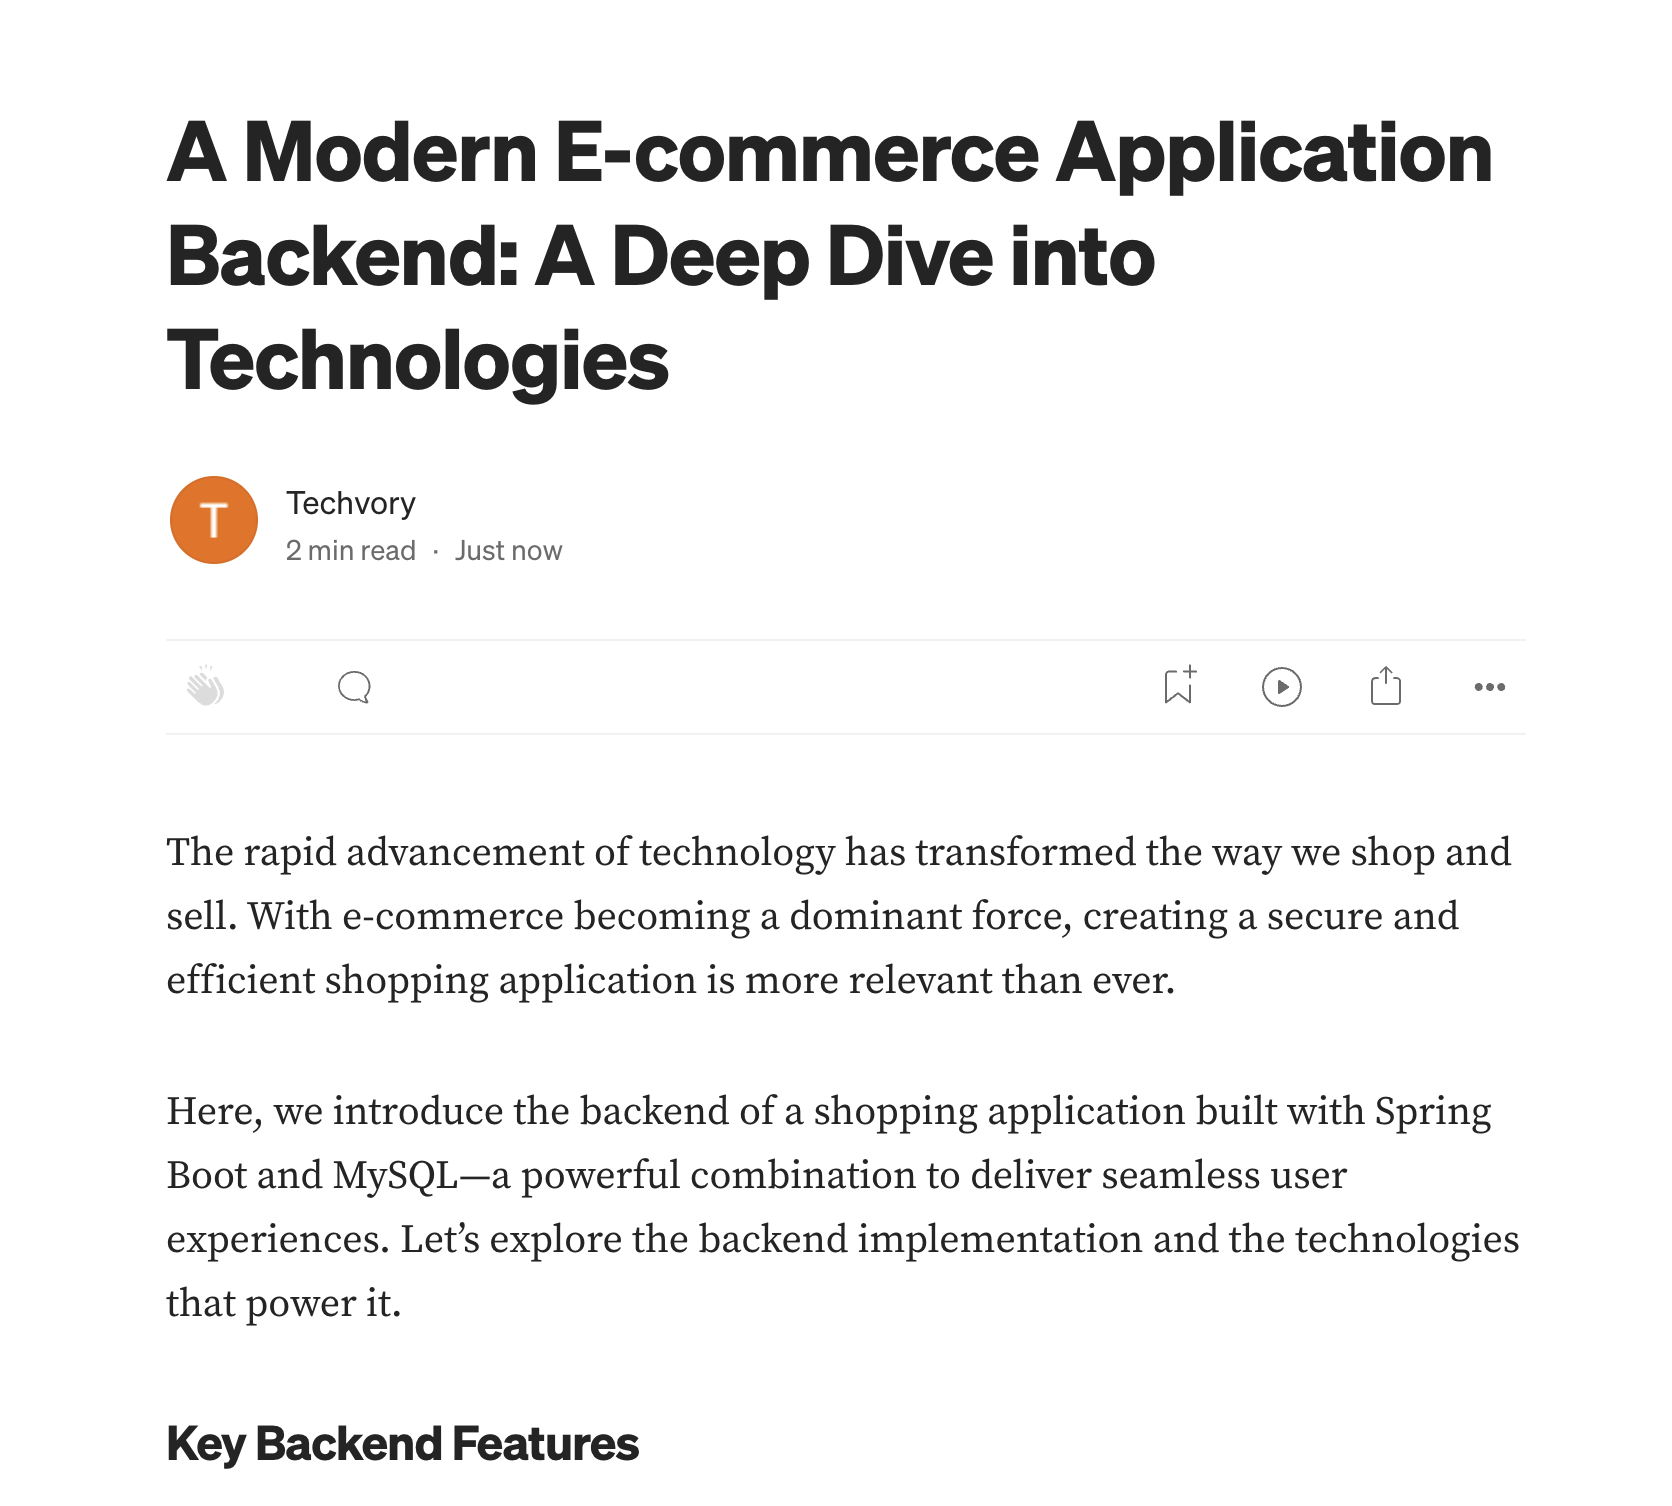 A Modern E-commerce Application
Backend: A Deep Dive into
Technologies
T
Techvory
2 min read · Just now
The rapid advancement of technology has transformed the way we shop and
sell. With e-commerce becoming a dominant force, creating a secure and
efficient shopping application is more relevant than ever.
Here, we introduce the backend of a shopping application built with Spring
Boot and MySQL—a powerful combination to deliver seamless user
experiences. Let’s explore the backend implementation and the technologies
that power it.
Key Backend Features